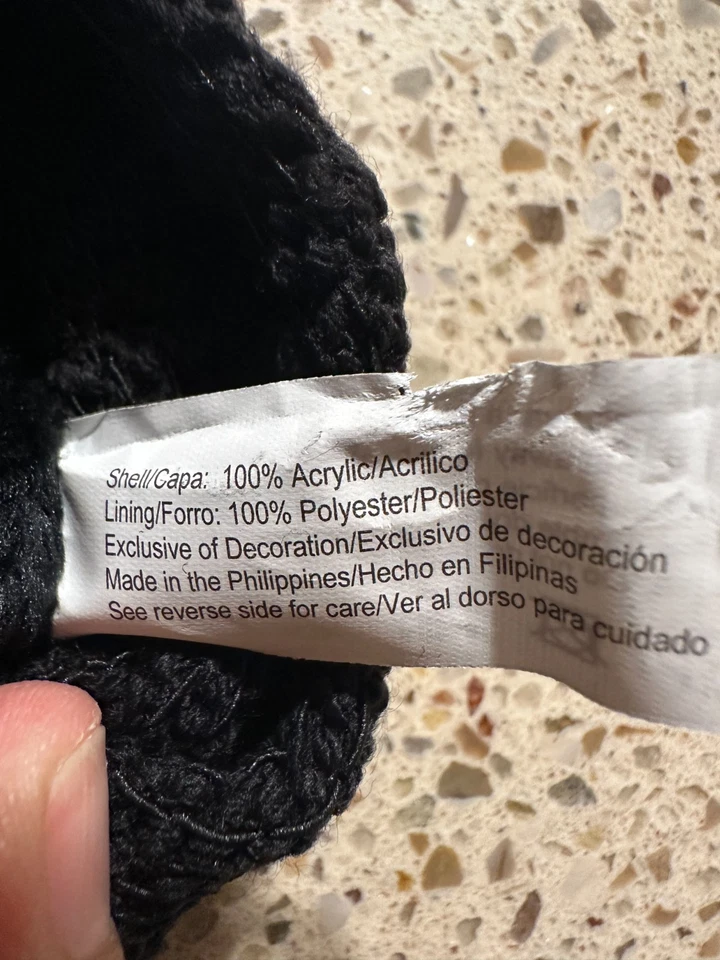 Shell/Capa: 100% Acrylic/Acrilico
Lining/Forro: 100% Polyester/Poliester
Exclusive of Decoration/Exclusivo de decoración
Made in the Philippines/Hecho en Filipinas
See reverse side for care/Ver al dorso para cuidado